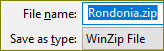 File name: Rondonia.zip
Save as type: WinZip File